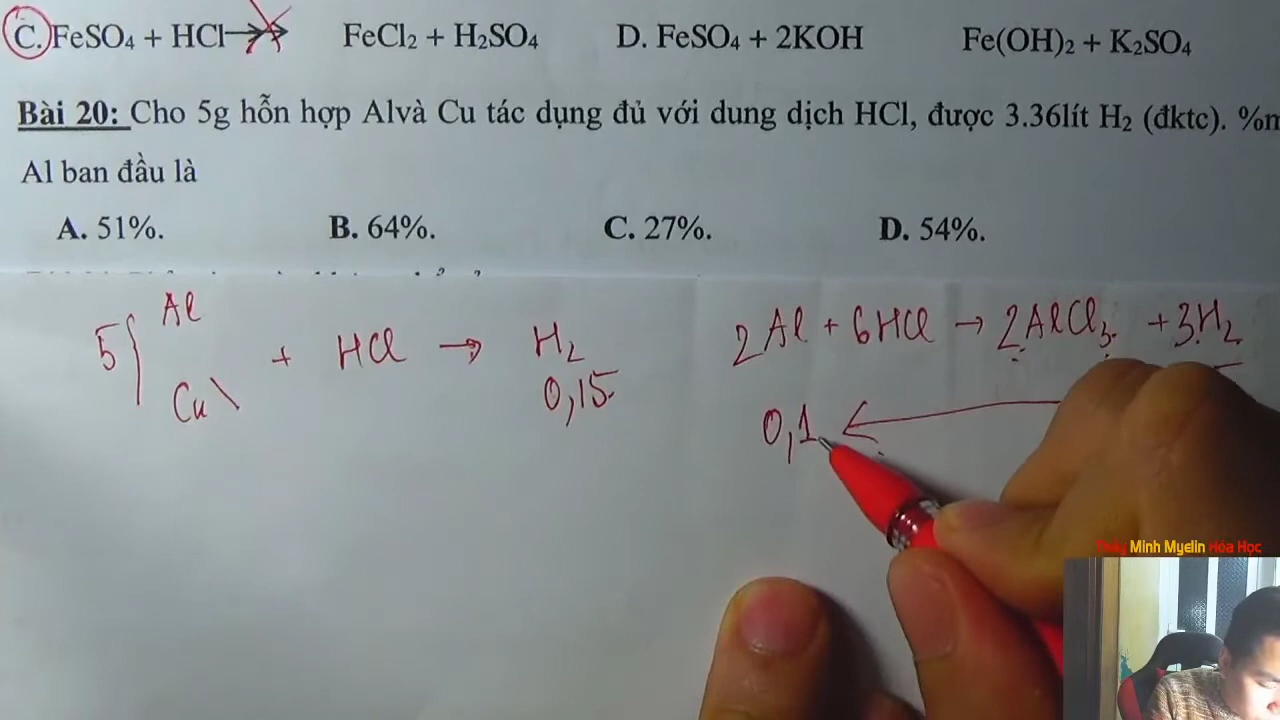 C. FeSO₄ + HCl→ FeCl₂ + H₂SO₄ D. FeSO₄ + 2KOH Fe(OH)₂ + K₂SO₄
Bài 20: Cho 5g hỗn hợp Alvà Cu tác dụng đủ với dung dịch HCl, được 3.36lít H₂ (đktc). %m
Al ban đầu là
A. 51%. B. 64%. C. 27%. D. 54%.
5 { Al Cu + HCl → H₂
0,15
2Al + 6HCl → 2AlCl₃ + 3H₂
0,1 ←
Thầy Minh Myelin Hóa Học